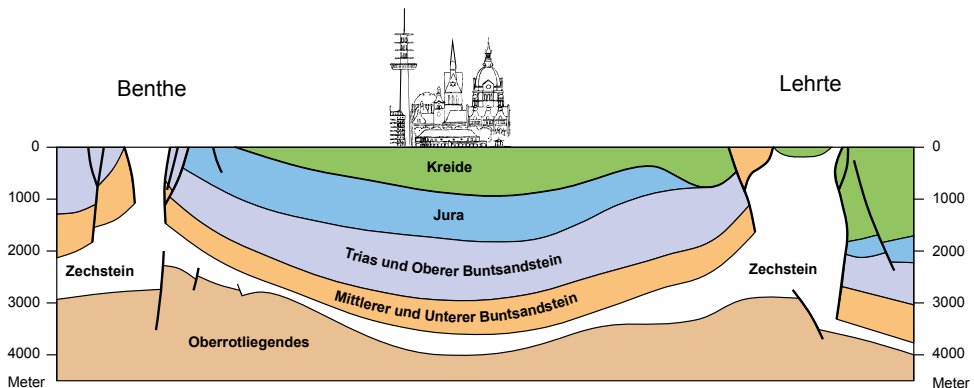 Benthe
Lehrte
0
1000
2000
3000
4000
Meter
Kreide
Jura
Trias und Oberer Buntsandstein
Mittlerer und Unterer Buntsandstein
Zechstein
Zechstein
Oberrotliegendes
0
1000
2000
3000
4000
Meter